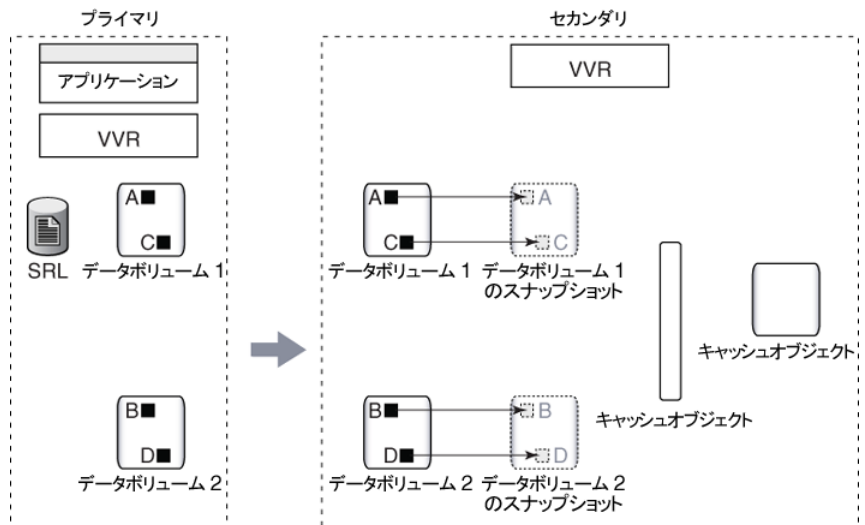 プライマリ
セカンダリ
アプリケーション
VVR
VVR
A
C
SRL
データボリューム 1
A
C
データボリューム 1
A
C
データボリューム 1
のスナップショット
キャッシュオブジェクト
キャッシュオブジェクト
B
D
データボリューム 2
B
D
データボリューム 2
B
D
データボリューム 2
のスナップショット